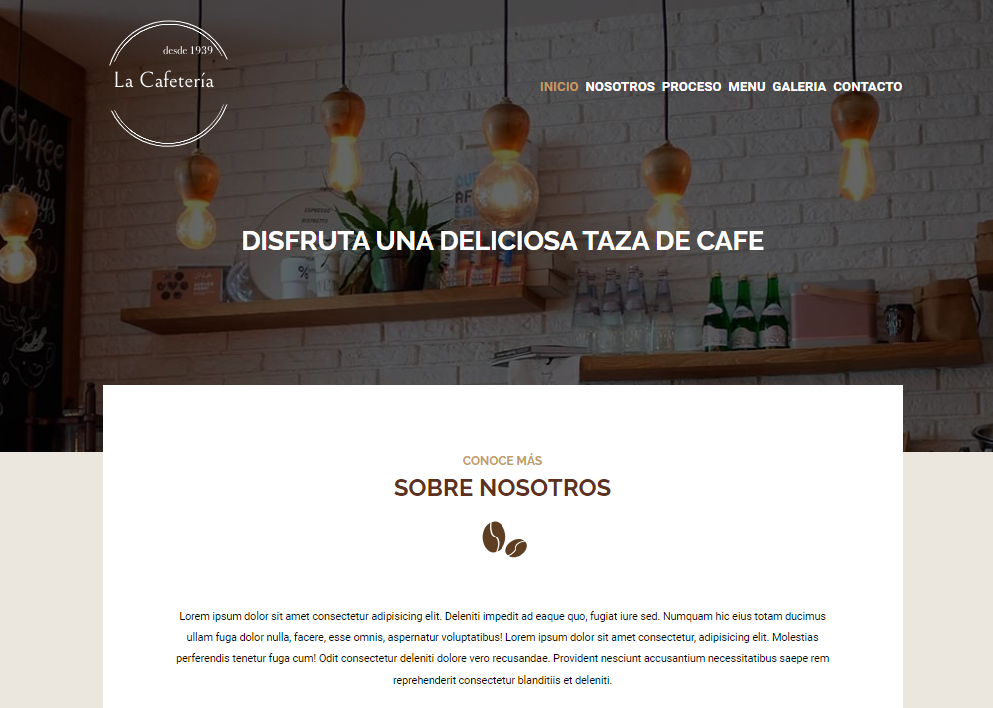 desde 1939
La Cafetería
INICIO NOSOTROS PROCESO MENU GALERIA CONTACTO
Coffee
is
always
ESPRESSO
DISFRUTA UNA DELICIOSA TAZA DE CAFE
%
CONOCE MÁS
SOBRE NOSOTROS
Lorem ipsum dolor sit amet consectetur adipisicing elit. Deleniti impedit ad eaque quo, fugiat iure sed. Numquam hic eius totam ducimus
ullam fuga dolor nulla, facere, esse omnis, aspernatur voluptatibus! Lorem ipsum dolor sit amet consectetur, adipisicing elit. Molestias
perferendis tenetur fuga cum! Odit consectetur deleniti dolore vero recusandae. Provident nesciunt accusantium necessitatibus saepe rem
reprehenderit consectetur blanditiis et deleniti.